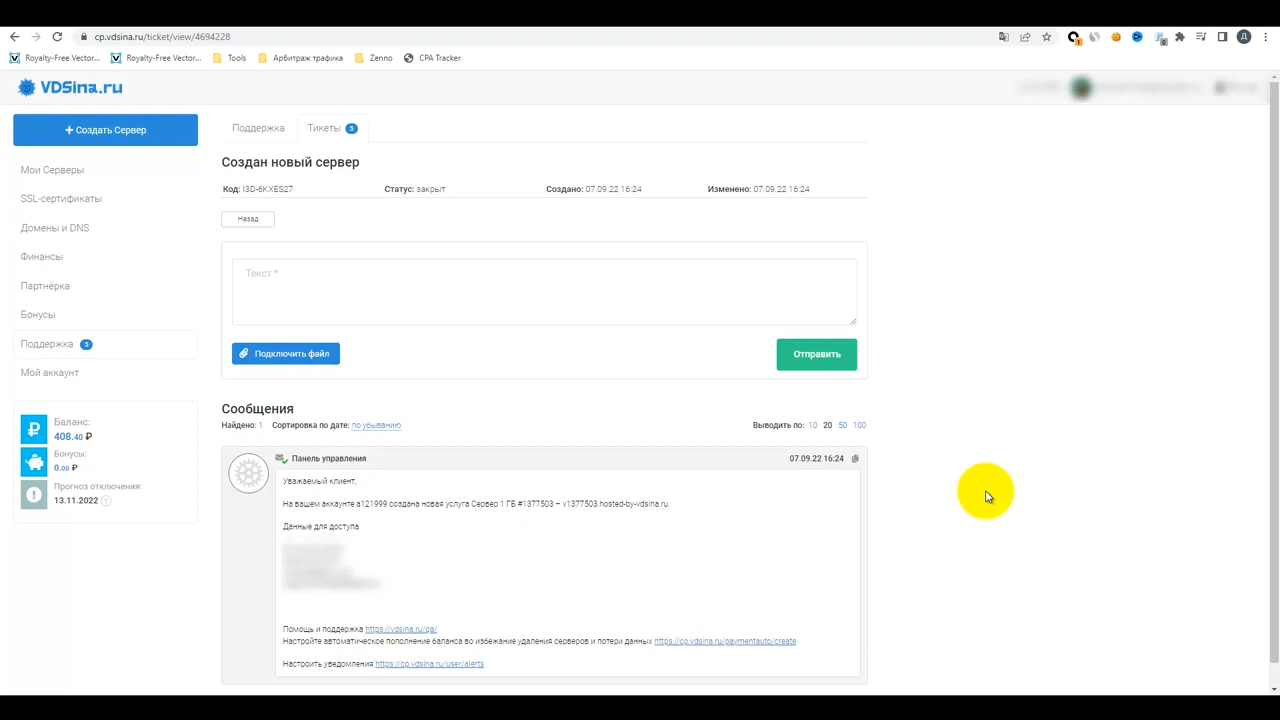 cp.vdsina.ru/ticket/view/4694228
Royalty-Free Vector... Royalty-Free Vector... Tools Арбитраж трафика Zenno CPA Tracker
VDSina.ru
+ Создать Сервер
Мои Серверы
SSL-сертификаты
Домены и DNS
Финансы
Партнёрка
Бонусы
Поддержка 5
Мой аккаунт
Баланс:
408.40 ₽
Бонусы:
0.00 ₽
Прогноз отключения:
13.11.2022
Поддержка Тикеты 5
Создан новый сервер
Код: I3D-6KXES27 Статус: закрыт Создано: 07.09.22 16:24 Изменено: 07.09.22 16:24
Назад
Текст *
Подключить файл Отправить
Сообщения
Найдено: 1 Сортировка по дате: по убыванию Выводить по: 10 20 50 100
Панель управления 07.09.22 16:24
Уважаемый клиент,
На вашем аккаунте a121999 создана новая услуга Сервер 1 ГБ #1377503 – v1377503.hosted-by-vdsina.ru.
Данные для доступа
Помощь и поддержка https://vdsina.ru/qa/
Настройте автоматическое пополнение баланса во избежание удаления серверов и потери данных https://cp.vdsina.ru/paymentauto/create
Настроить уведомления https://cp.vdsina.ru/user/alerts